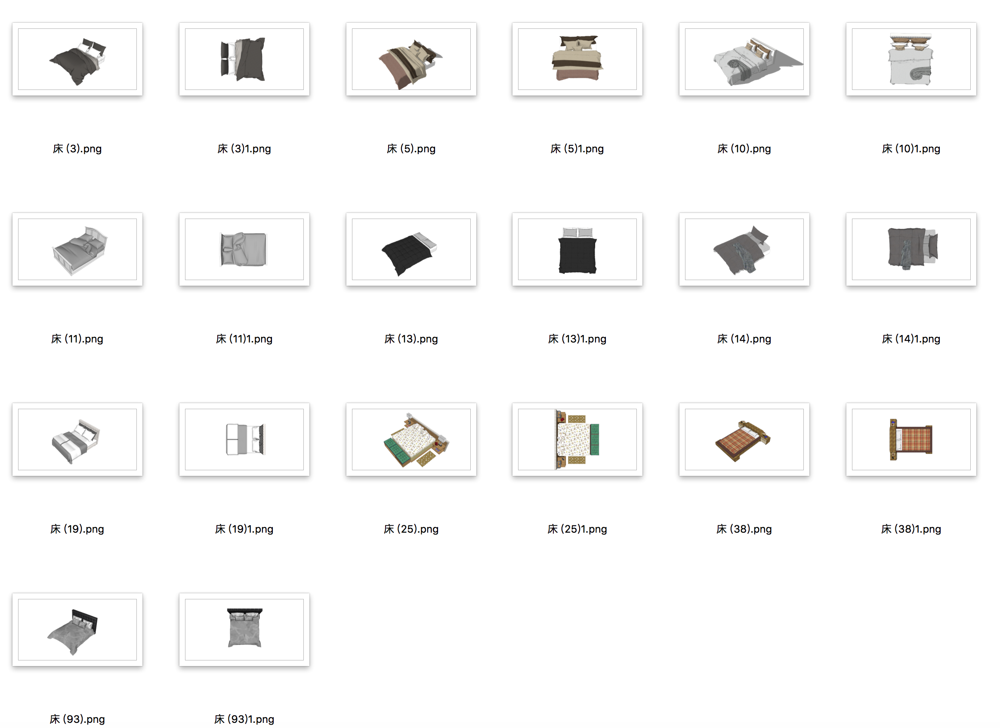 床 (3).png
床 (3)1.png
床 (5).png
床 (5)1.png
床 (10).png
床 (10)1.png
床 (11).png
床 (11)1.png
床 (13).png
床 (13)1.png
床 (14).png
床 (14)1.png
床 (19).png
床 (19)1.png
床 (25).png
床 (25)1.png
床 (38).png
床 (38)1.png
床 (93).png
床 (93)1.png